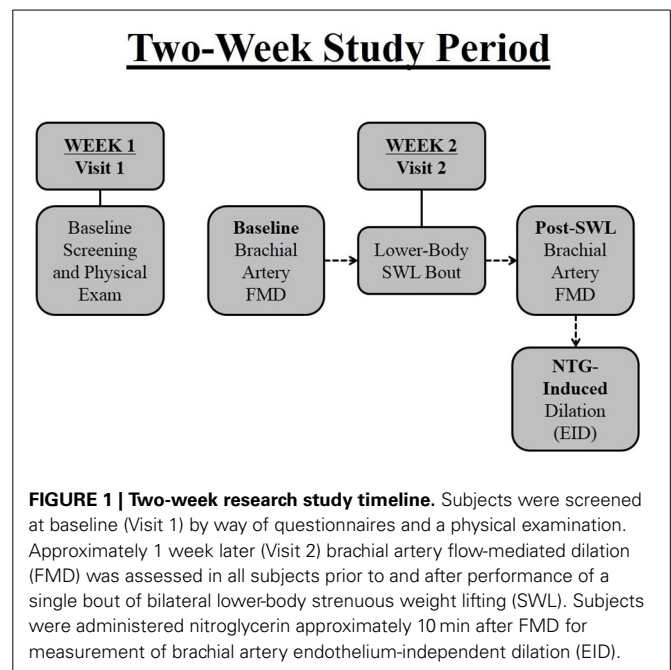 Two-Week Study Period
WEEK 1
Visit 1
WEEK 2
Visit 2
Baseline
Screening
and Physical
Exam
Baseline
Brachial
Artery
FMD
Lower-Body
SWL Bout
Post-SWL
Brachial
Artery
FMD
NTG-
Induced
Dilation
(EID)
FIGURE 1 | Two-week research study timeline. Subjects were screened
at baseline (Visit 1) by way of questionnaires and a physical examination.
Approximately 1 week later (Visit 2) brachial artery flow-mediated dilation
(FMD) was assessed in all subjects prior to and after performance of a
single bout of bilateral lower-body strenuous weight lifting (SWL). Subjects
were administered nitroglycerin approximately 10 min after FMD for
measurement of brachial artery endothelium-independent dilation (EID).